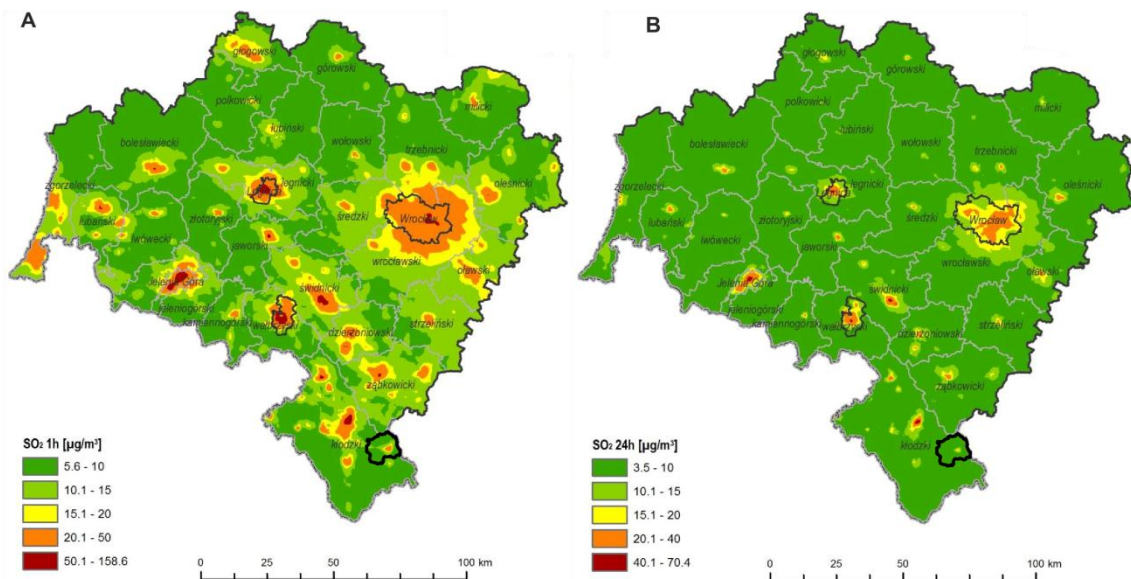 A
głogowski
górowski
polkowicki
milicki
lubiński
bolesławiecki
wołowski
trzebnicki
zgorzelecki
legnicki
oleśnicki
Legnica
lubański
złotoryjski
średzki
Wrocław
lwówecki
jaworski
wrocławski
oławski
Jelenia Góra
świdnicki
jeleniogórski
kamiennogórski
wałbrzyski
strzeliński
dzierżoniowski
ząbkowicki
kłodzki
SO₂ 1h [µg/m³]
5.6 - 10
10.1 - 15
15.1 - 20
20.1 - 50
50.1 - 158.6
0 25 50 100 km
B
głogowski
górowski
polkowicki
milicki
lubiński
bolesławiecki
wołowski
trzebnicki
zgorzelecki
legnicki
oleśnicki
Legnica
lubański
złotoryjski
średzki
Wrocław
lwówecki
jaworski
wrocławski
oławski
Jelenia Góra
świdnicki
jeleniogórski
kamiennogórski
wałbrzyski
strzeliński
dzierżoniowski
ząbkowicki
kłodzki
SO₂ 24h [µg/m³]
3.5 - 10
10.1 - 15
15.1 - 20
20.1 - 40
40.1 - 70.4
0 25 50 100 km